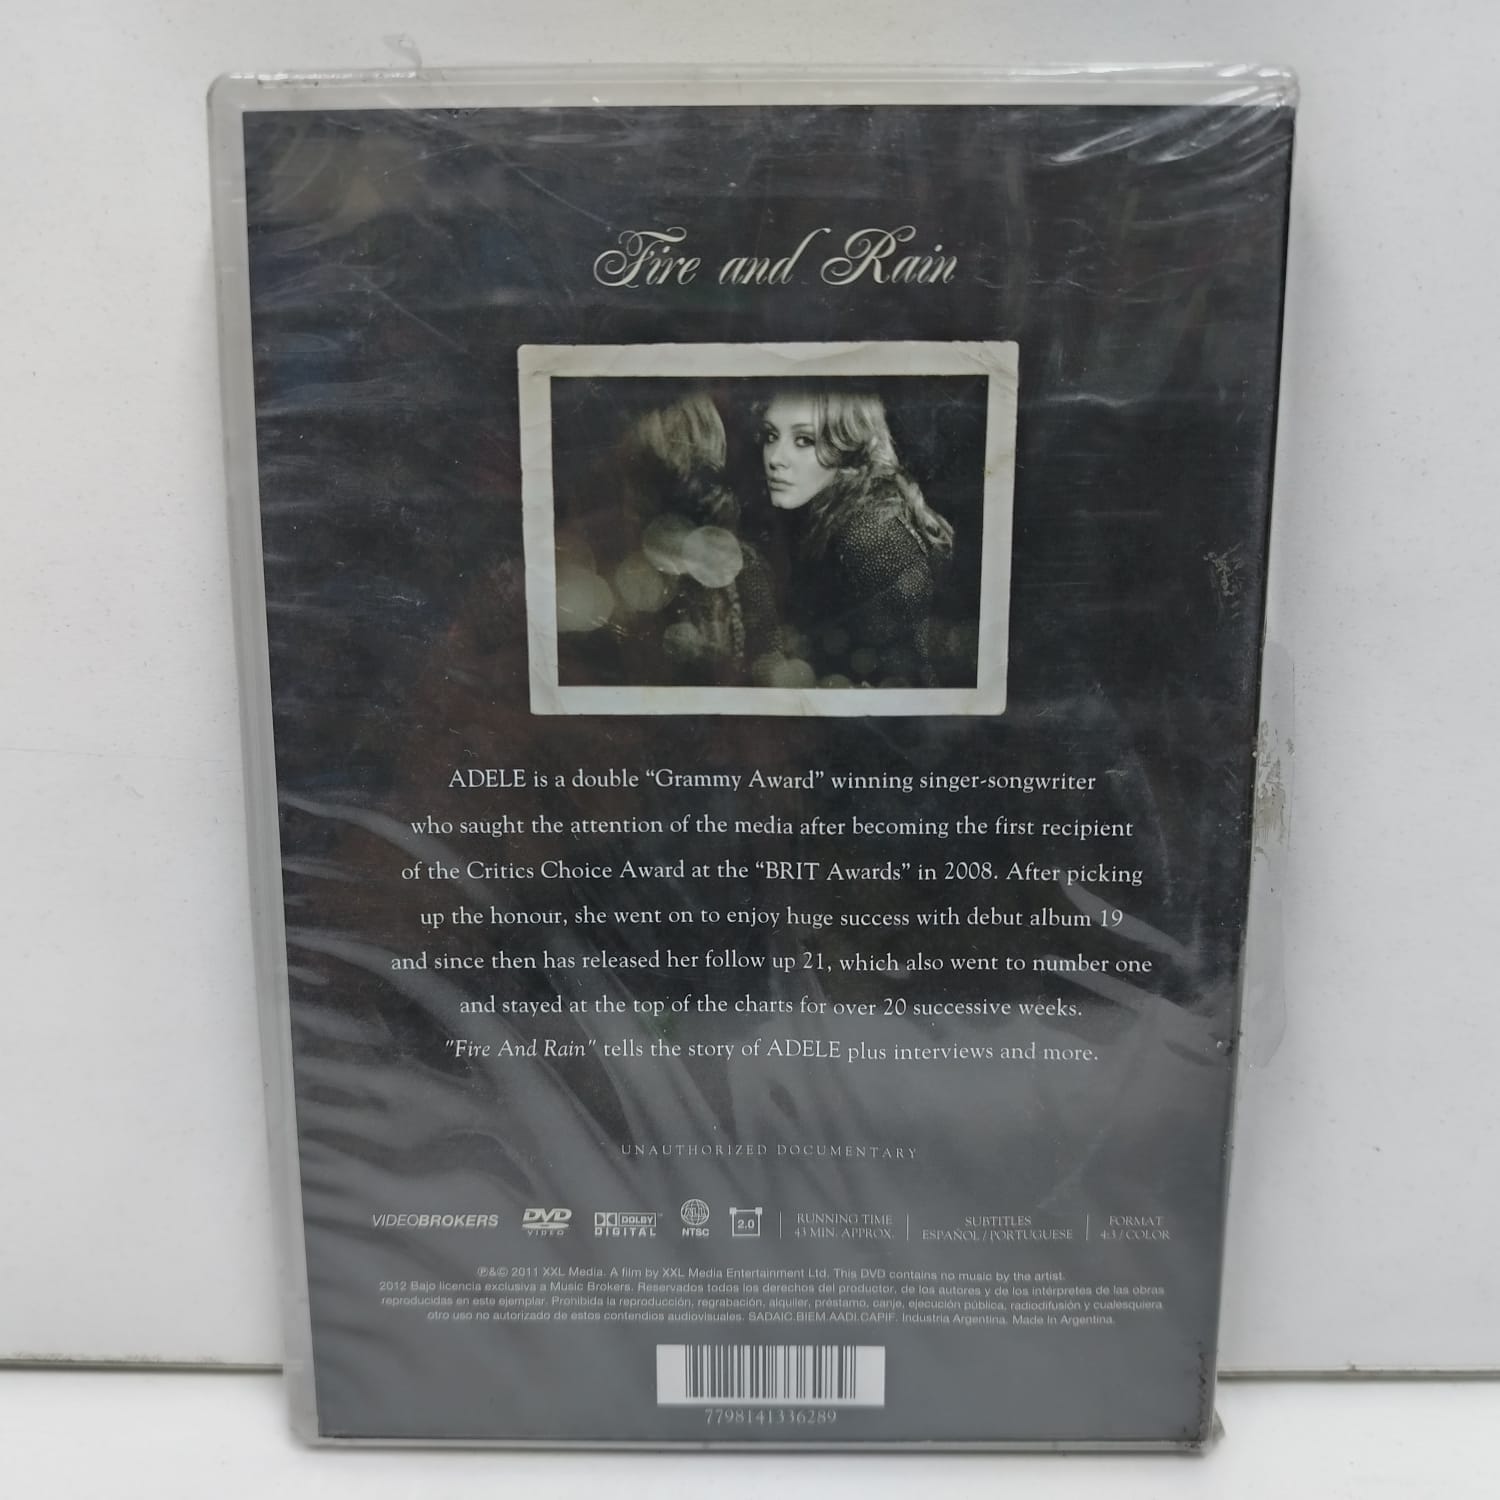 Fire and Rain
ADELE is a double “Grammy Award” winning singer-songwriter
who saught the attention of the media after becoming the first recipient
of the Critics Choice Award at the “BRIT Awards” in 2008. After picking
up the honour, she went on to enjoy huge success with debut album 19
and since then has released her follow up 21, which also went to number one
and stayed at the top of the charts for over 20 successive weeks.
"Fire And Rain" tells the story of ADELE plus interviews and more.
UNAUTHORIZED DOCUMENTARY
VIDEOBROKERS
DVD
VIDEO
DOLBY
DIGITAL
ALL
NTSC
2.0
RUNNING TIME
43 MIN. APPROX.
SUBTITLES
ESPAÑOL / PORTUGUESE
FORMAT
4:3 / COLOR
℗&© 2011 XXL Media. A film by XXL Media Entertainment Ltd. This DVD contains no music by the artist.
2012 Bajo licencia exclusiva a Music Brokers. Reservados todos los derechos del productor, de los autores y de los intérpretes de las obras
reproducidas en este ejemplar. Prohibida la reproducción, regrabación, alquiler, préstamo, canje, ejecución pública, radiodifusión y cualesquiera
otro uso no autorizado de estos contendios audiovisuales. SADAIC.BIEM.AADI.CAPIF. Industria Argentina. Made In Argentina.
7798141336289